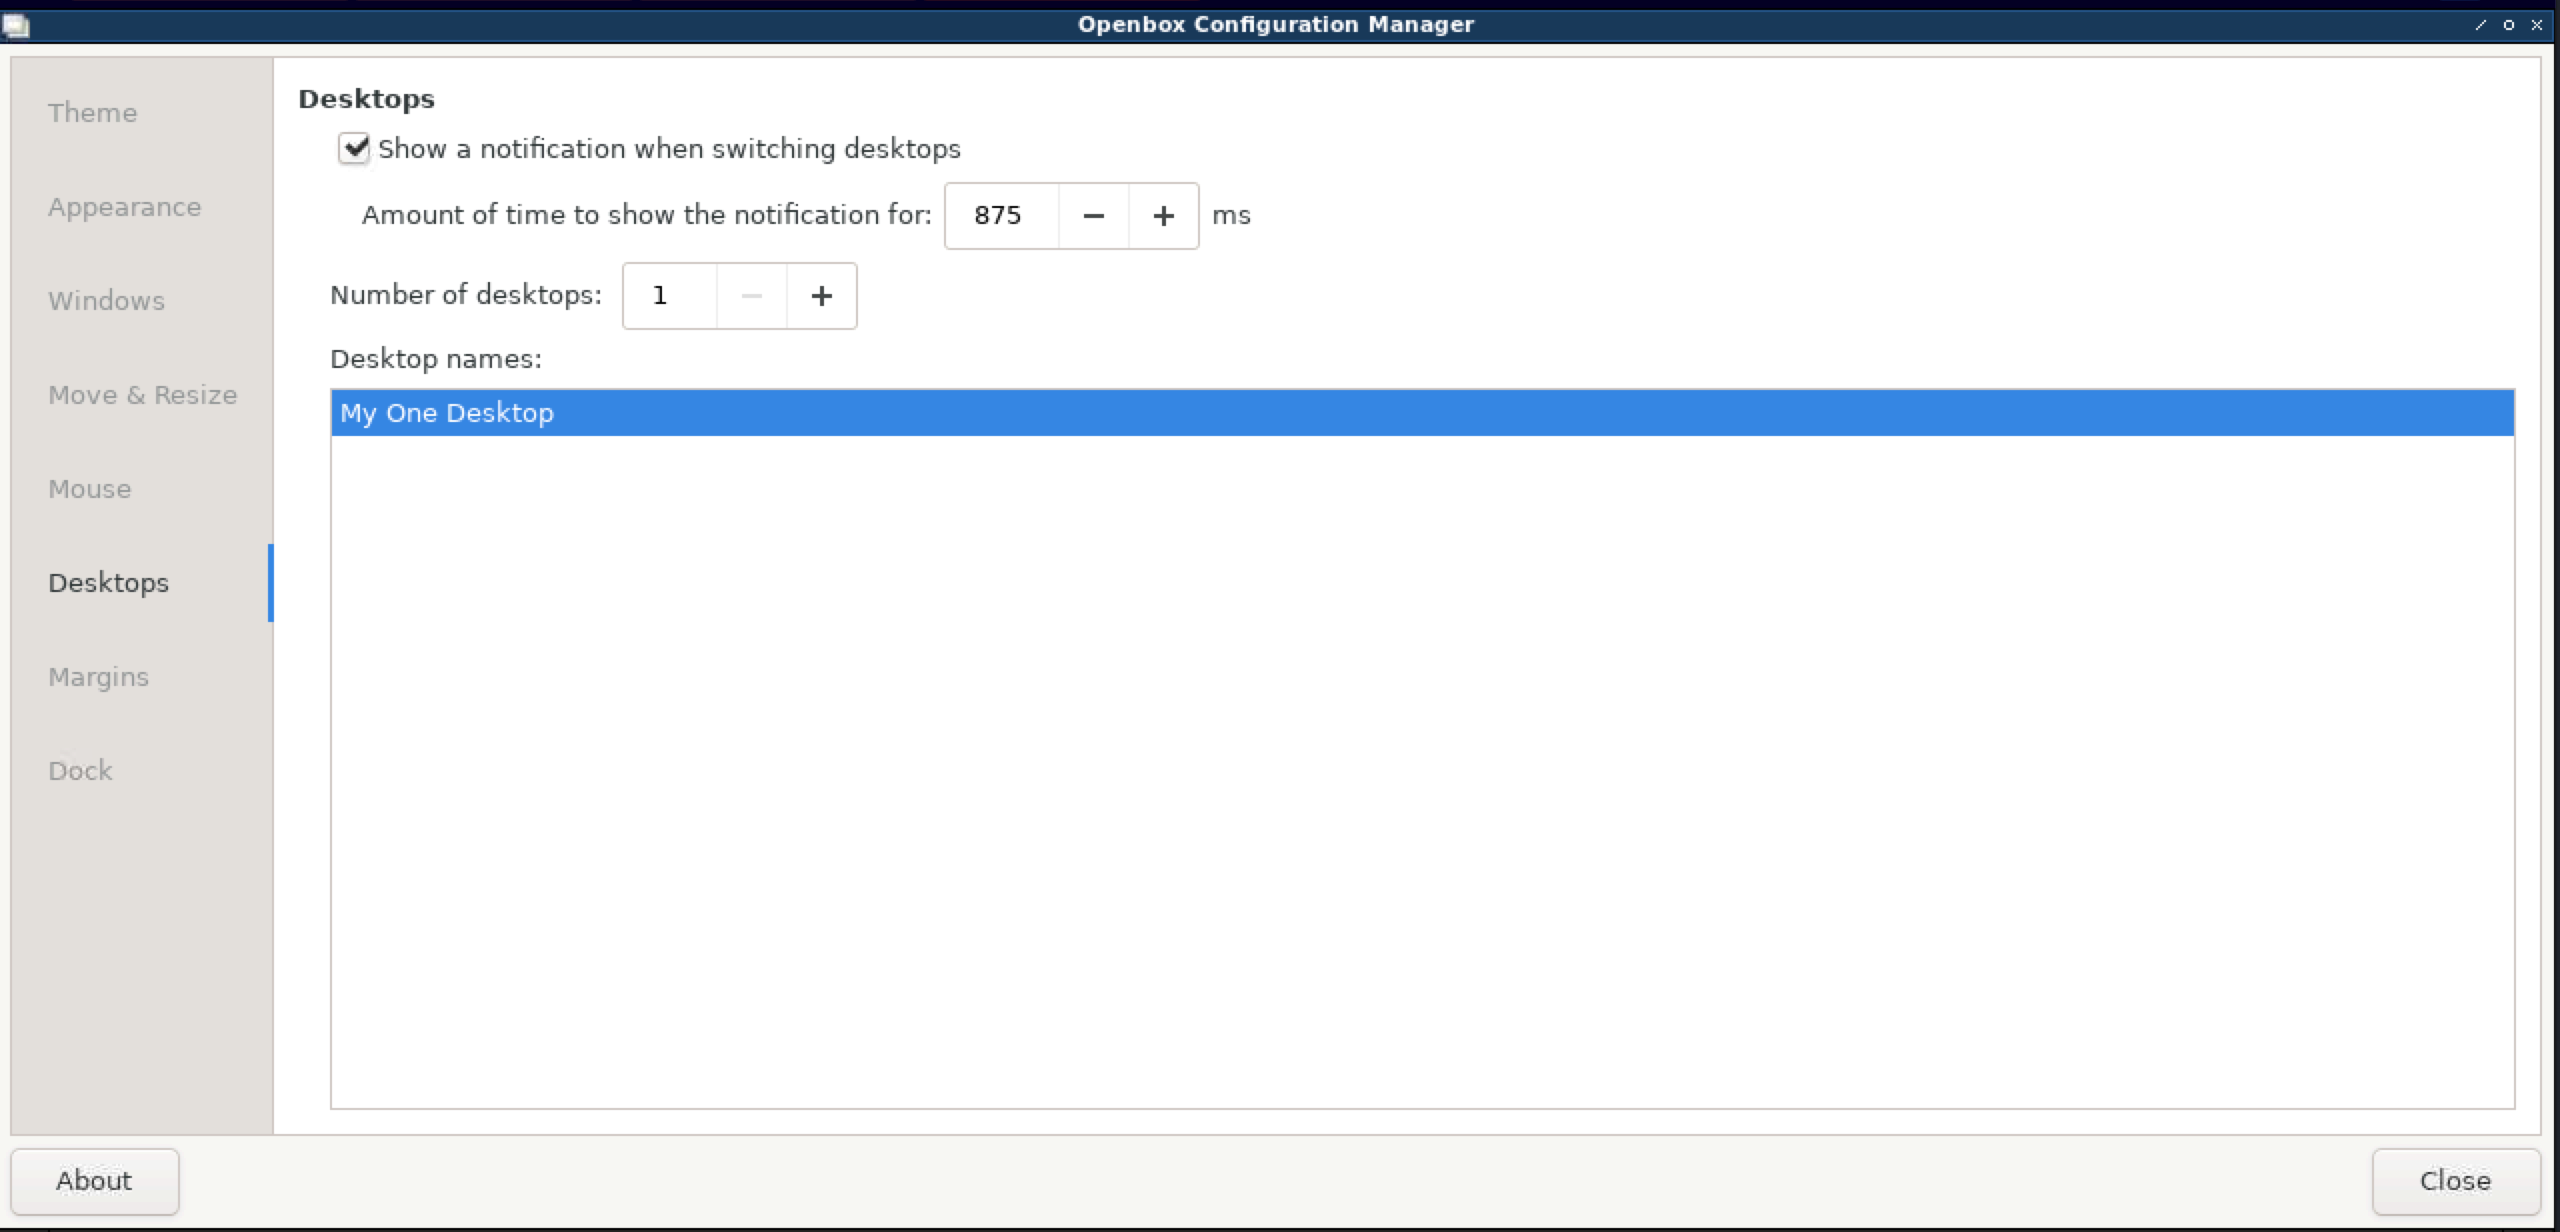 Openbox Configuration Manager
Theme
Appearance
Windows
Move & Resize
Mouse
Desktops
Margins
Dock
Desktops
Show a notification when switching desktops
Amount of time to show the notification for: 875 − + ms
Number of desktops: 1 − +
Desktop names:
My One Desktop
About
Close